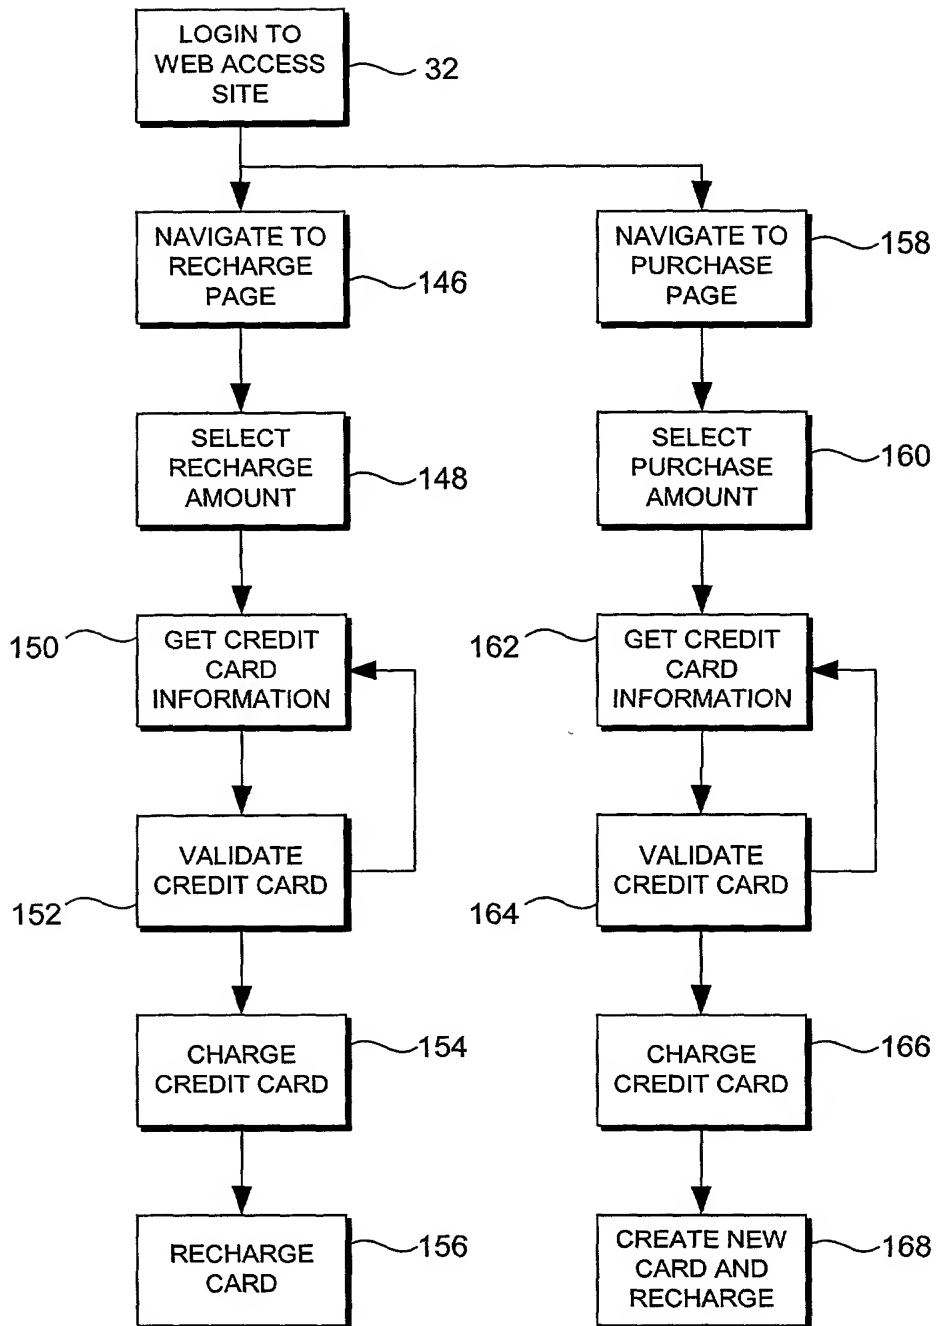 LOGIN TO
WEB ACCESS
SITE
32
NAVIGATE TO
RECHARGE
PAGE
146
NAVIGATE TO
PURCHASE
PAGE
158
SELECT
RECHARGE
AMOUNT
148
SELECT
PURCHASE
AMOUNT
160
150
GET CREDIT
CARD
INFORMATION
162
GET CREDIT
CARD
INFORMATION
VALIDATE
CREDIT CARD
152
VALIDATE
CREDIT CARD
164
CHARGE
CREDIT CARD
154
CHARGE
CREDIT CARD
166
RECHARGE
CARD
156
CREATE NEW
CARD AND
RECHARGE
168